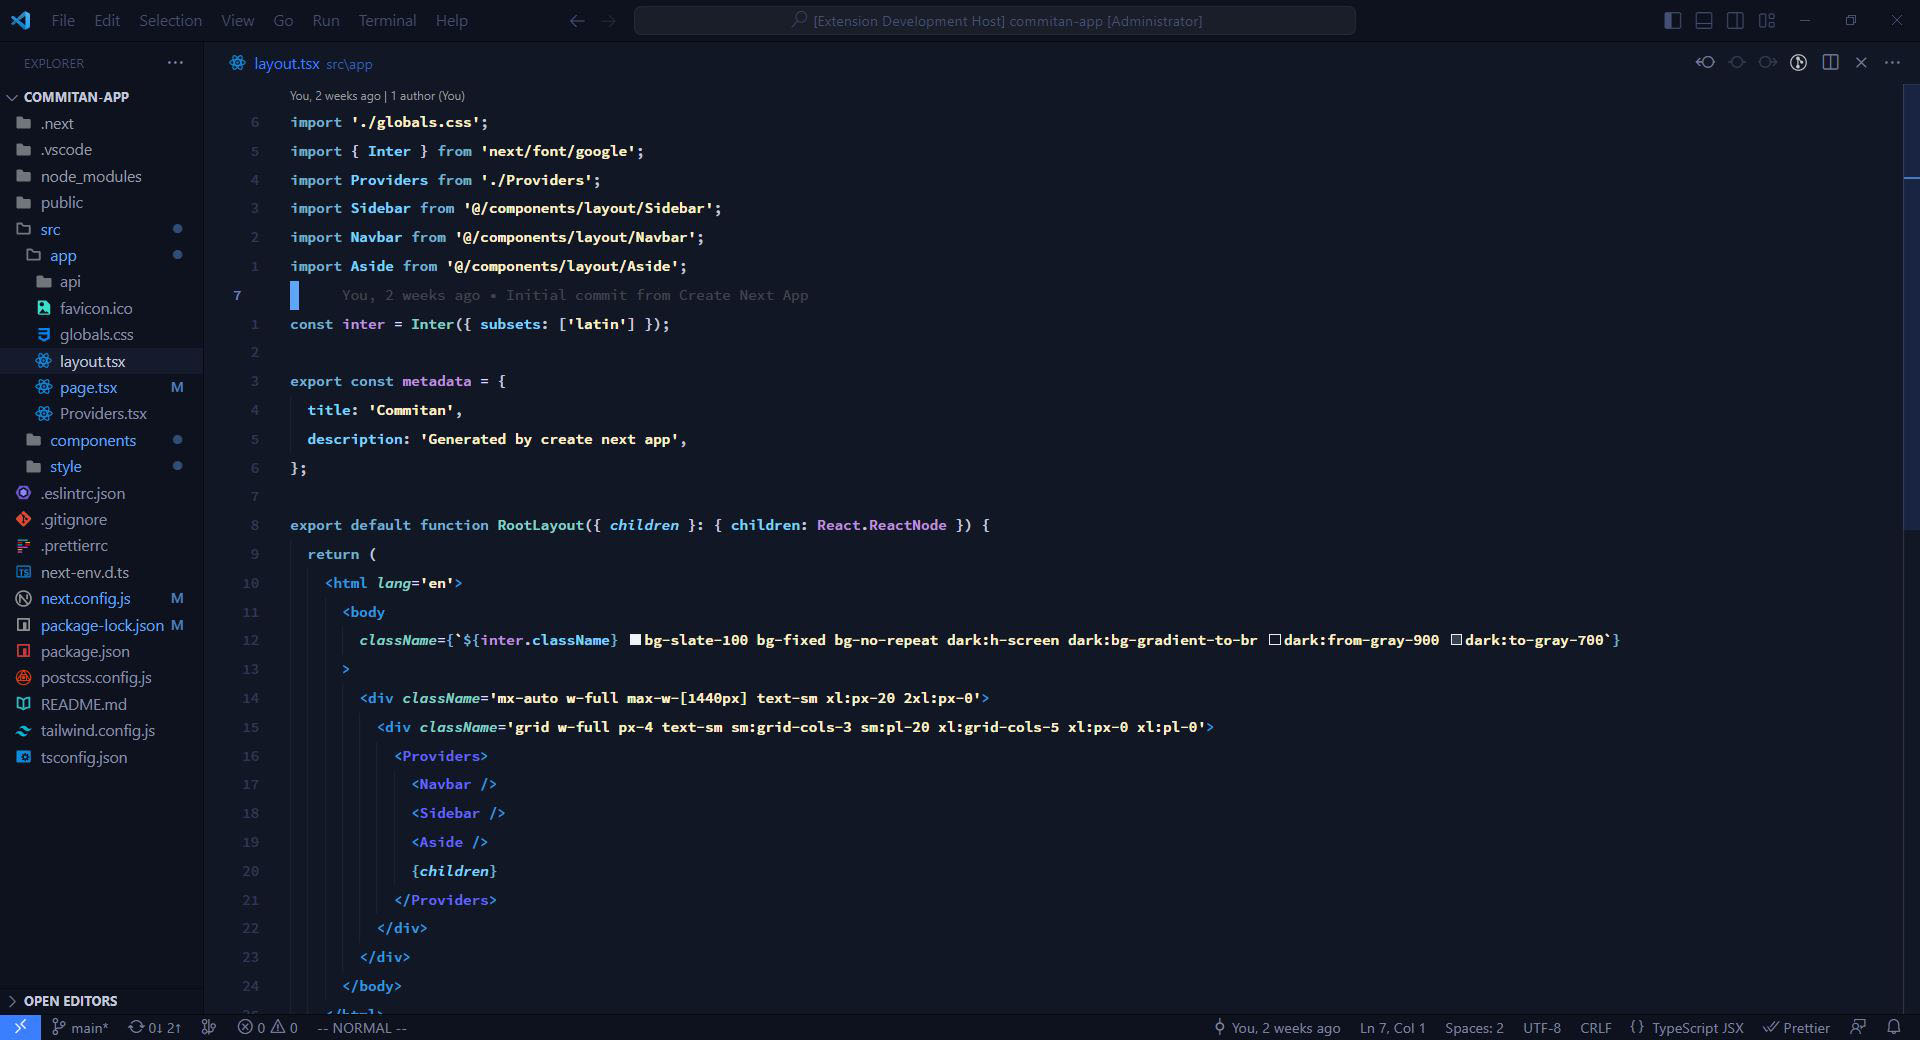 File Edit Selection View Go Run Terminal Help
[Extension Development Host] commitan-app [Administrator]
EXPLORER
COMMITAN-APP
.next
.vscode
node_modules
public
src
app
api
favicon.ico
globals.css
layout.tsx
page.tsx M
Providers.tsx
components
style
.eslintrc.json
.gitignore
.prettierrc
next-env.d.ts
next.config.js M
package-lock.json M
package.json
postcss.config.js
README.md
tailwind.config.js
tsconfig.json
OPEN EDITORS
layout.tsx src\app
You, 2 weeks ago | 1 author (You)
6 import './globals.css';
5 import { Inter } from 'next/font/google';
4 import Providers from './Providers';
3 import Sidebar from '@/components/layout/Sidebar';
2 import Navbar from '@/components/layout/Navbar';
1 import Aside from '@/components/layout/Aside';
7 You, 2 weeks ago • Initial commit from Create Next App
1 const inter = Inter({ subsets: ['latin'] });
2
3 export const metadata = {
4 title: 'Commitan',
5 description: 'Generated by create next app',
6 };
7
8 export default function RootLayout({ children }: { children: React.ReactNode }) {
9 return (
10 <html lang='en'>
11 <body
12 className={`${inter.className} bg-slate-100 bg-fixed bg-no-repeat dark:h-screen dark:bg-gradient-to-br dark:from-gray-900 dark:to-gray-700`}
13 >
14 <div className='mx-auto w-full max-w-[1440px] text-sm xl:px-20 2xl:px-0'>
15 <div className='grid w-full px-4 text-sm sm:grid-cols-3 sm:pl-20 xl:grid-cols-5 xl:px-0 xl:pl-0'>
16 <Providers>
17 <Navbar />
18 <Sidebar />
19 <Aside />
20 {children}
21 </Providers>
22 </div>
23 </div>
24 </body>
25 </html>
main* 0↓ 2↑ 0 0 -- NORMAL --
You, 2 weeks ago Ln 7, Col 1 Spaces: 2 UTF-8 CRLF {} TypeScript JSX Prettier